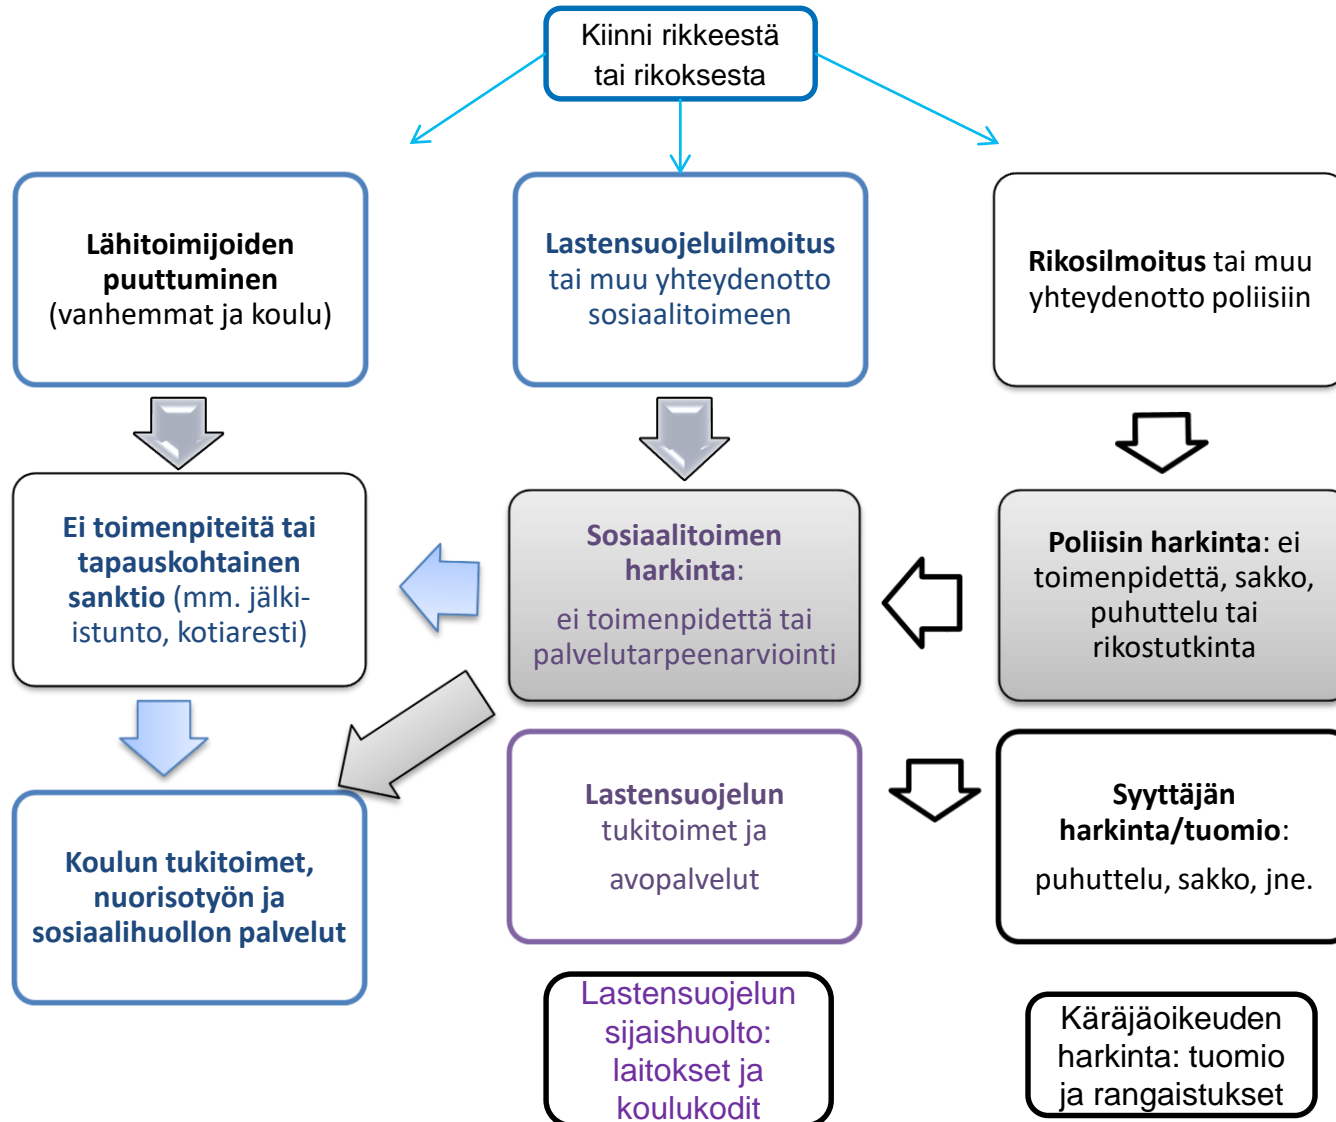 Kiinni rikkeestä
tai rikoksesta
Lähitoimijoiden
puuttuminen
(vanhemmat ja koulu)
Lastensuojeluilmoitus
tai muu yhteydenotto
sosiaalitoimeen
Rikosilmoitus tai muu
yhteydenotto poliisiin
Ei toimenpiteitä tai
tapauskohtainen
sanktio (mm. jälki-
istunto, kotiaresti)
Sosiaalitoimen
harkinta:
ei toimenpidettä tai
palvelutarpeenarviointi
Poliisin harkinta: ei
toimenpidettä, sakko,
puhuttelu tai
rikostutkinta
Koulun tukitoimet,
nuorisotyön ja
sosiaalihuollon palvelut
Lastensuojelun
tukitoimet ja
avopalvelut
Syyttäjän
harkinta/tuomio:
puhuttelu, sakko, jne.
Lastensuojelun
sijaishuolto:
laitokset ja
koulukodit
Käräjäoikeuden
harkinta: tuomio
ja rangaistukset